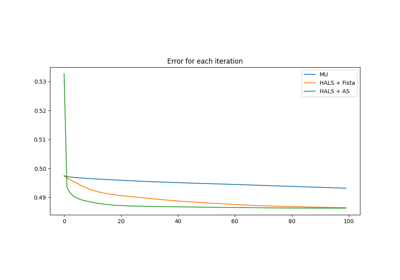 Error for each iteration
MU
HALS + Fista
HALS + AS
0.53
0.52
0.51
0.50
0.49
0 20 40 60 80 100